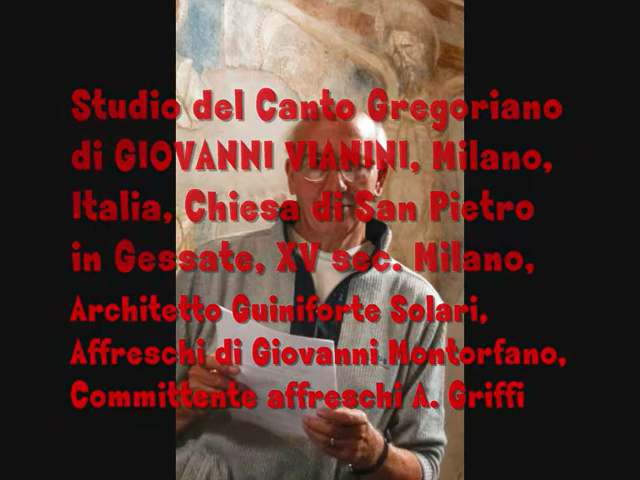 Studio del Canto Gregoriano
di GIOVANNI VIANINI, Milano,
Italia, Chiesa di San Pietro
in Gessate, XV sec. Milano,
Architetto Guiniforte Solari,
Affreschi di Giovanni Montorfano,
Committente affreschi A. Griffi